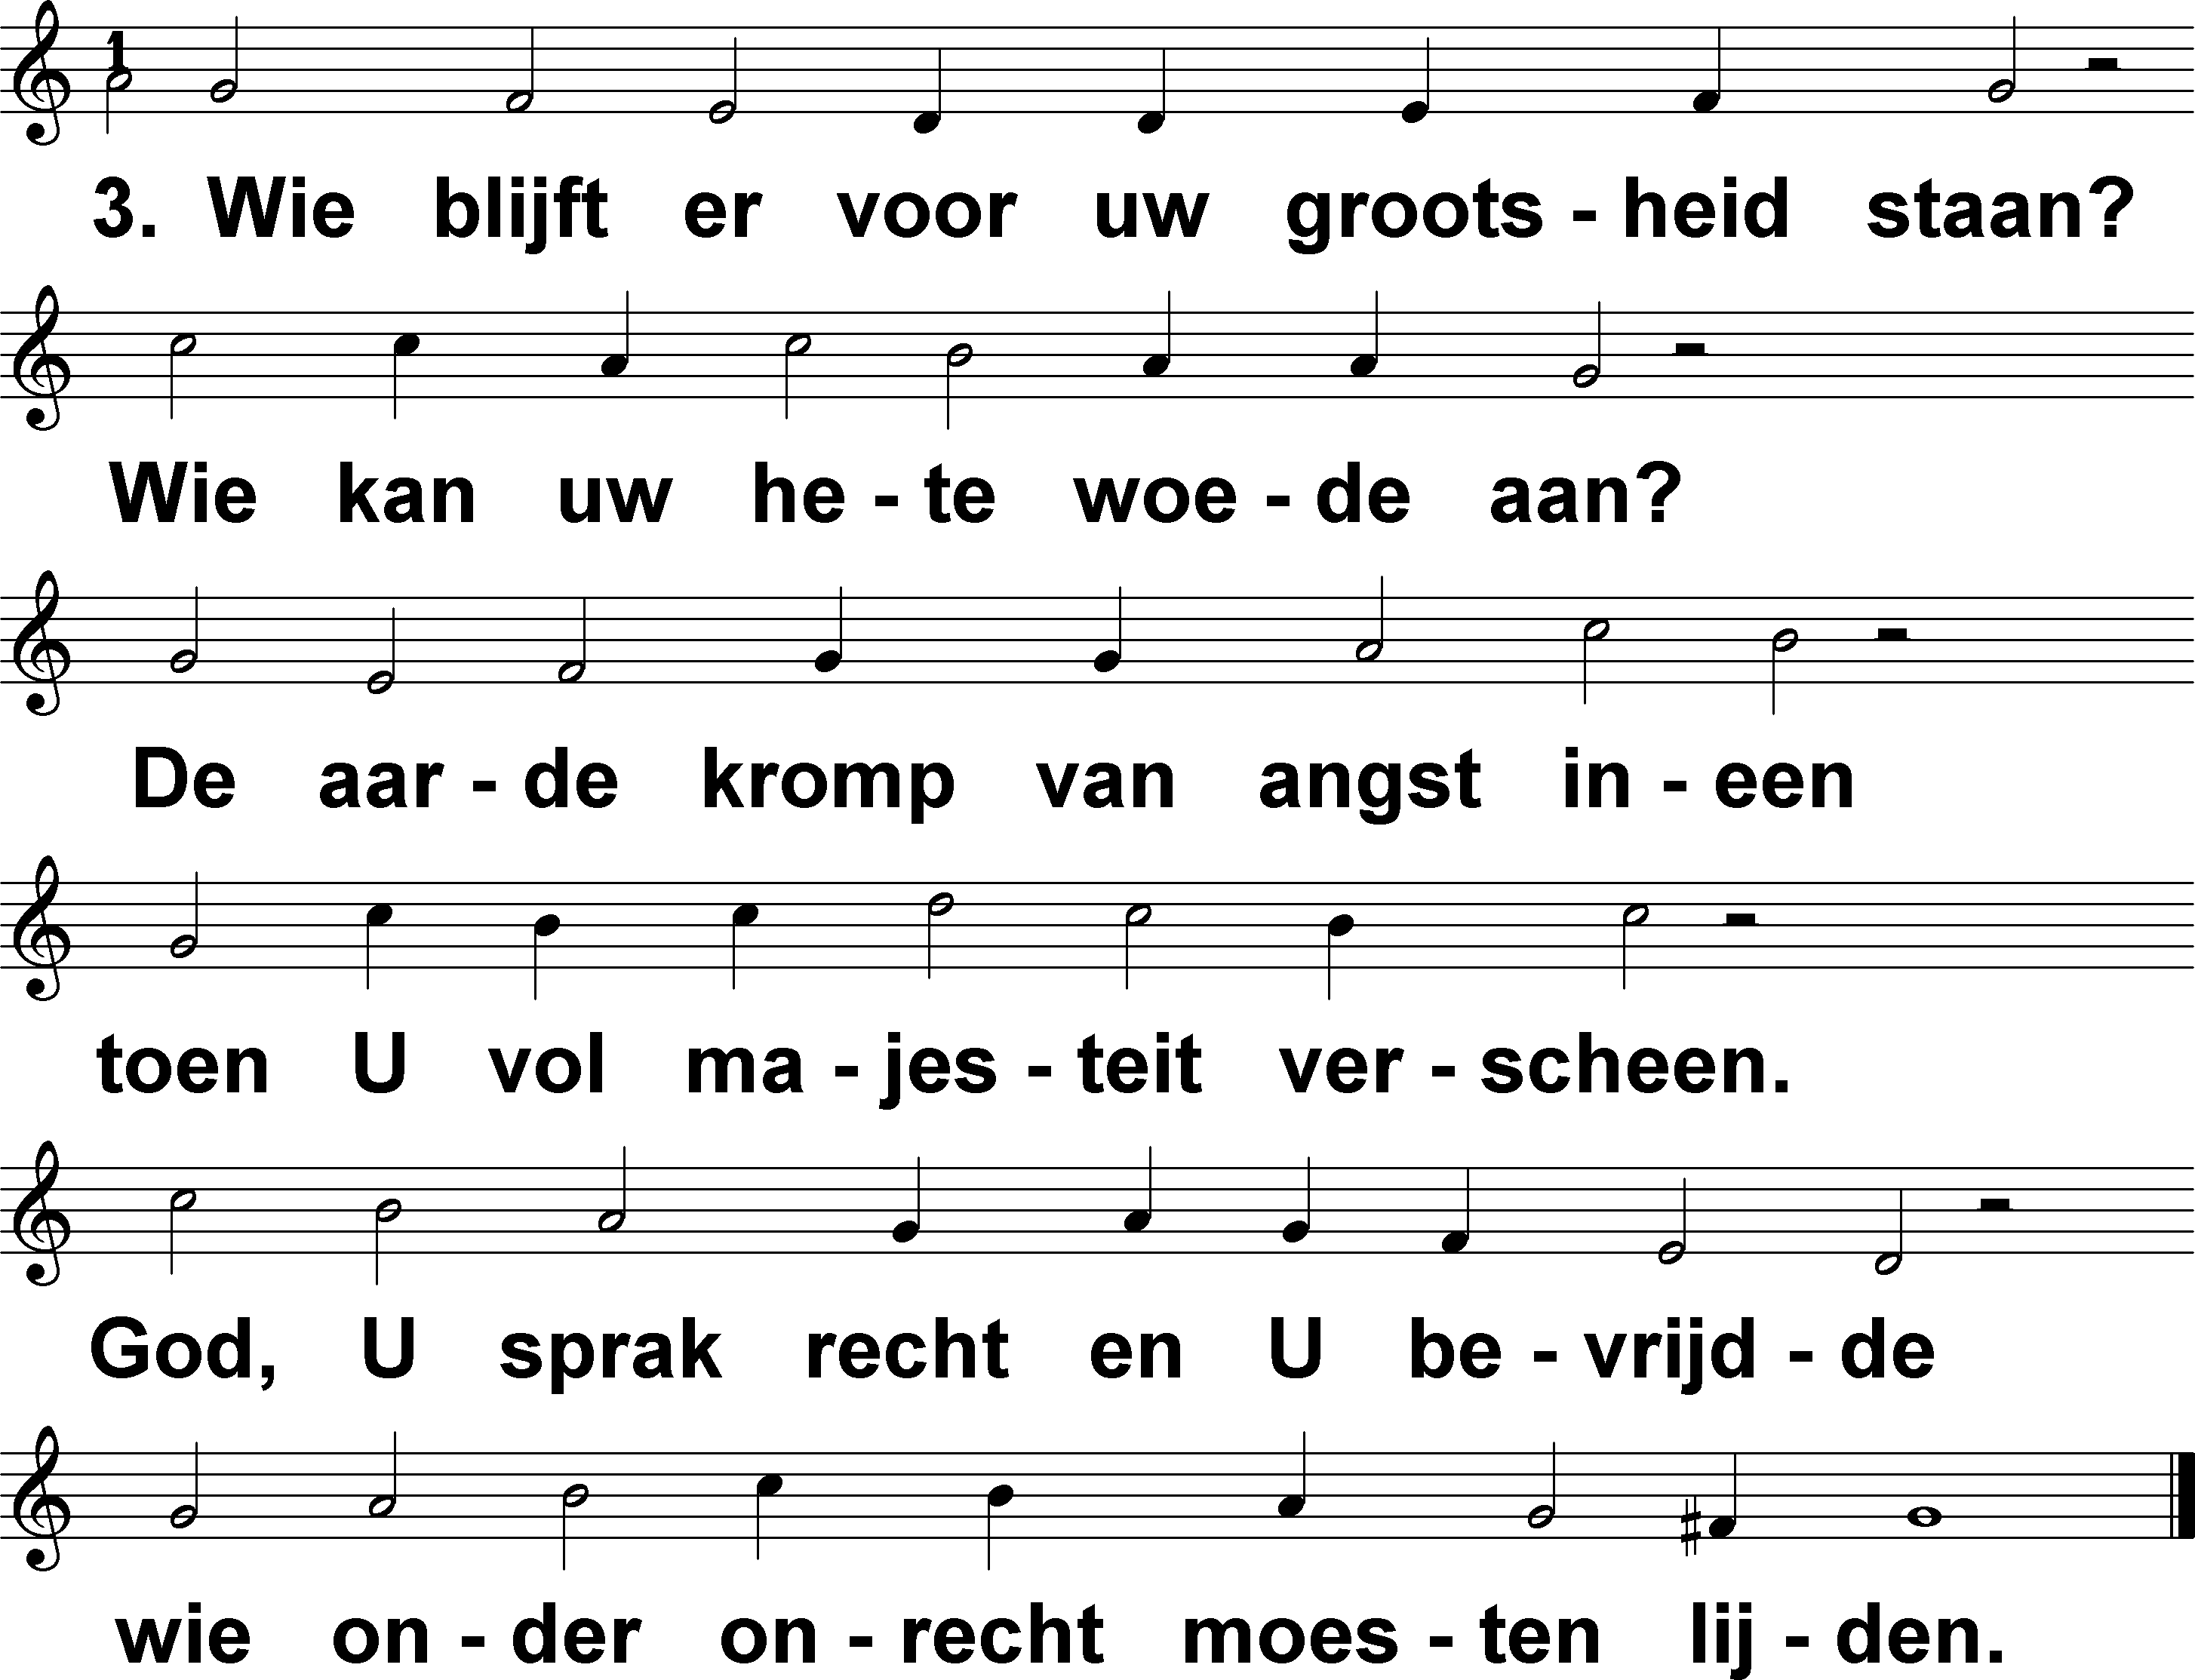 1
3. Wie blijft er voor uw groots - heid staan?
Wie kan uw he - te woe - de aan?
De aar - de kromp van angst in - een
toen U vol ma - jes - teit ver - scheen.
God, U sprak recht en U be - vrijd - de
wie on - der on - recht moes - ten lij - den.